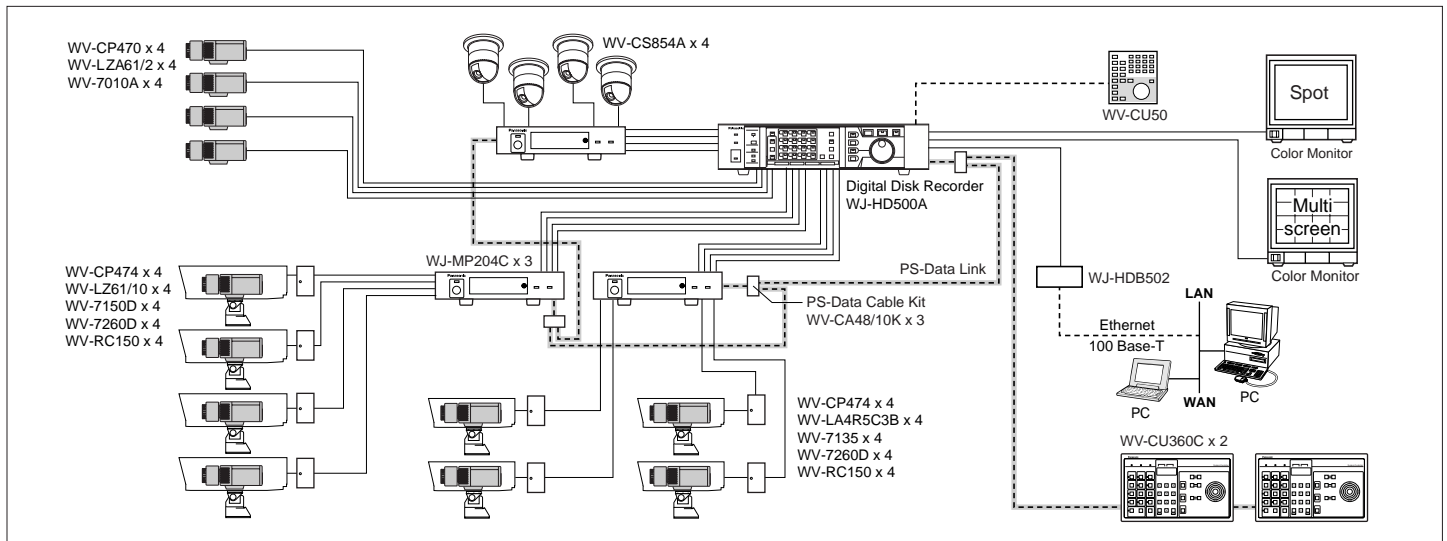 WV-CP470 x 4
WV-LZA61/2 x 4
WV-7010A x 4
WV-CS854A x 4
WV-CU50
Spot
Color Monitor
Digital Disk Recorder
WJ-HD500A
Multi
screen
Color Monitor
WV-CP474 x 4
WV-LZ61/10 x 4
WV-7150D x 4
WV-7260D x 4
WV-RC150 x 4
WJ-MP204C x 3
Panasonic
Panasonic
Panasonic
PS-Data Link
PS-Data Cable Kit
WV-CA48/10K x 3
WJ-HDB502
LAN
Ethernet
100 Base-T
PC
WAN
PC
WV-CP474 x 4
WV-LA4R5C3B x 4
WV-7135 x 4
WV-7260D x 4
WV-RC150 x 4
WV-CU360C x 2